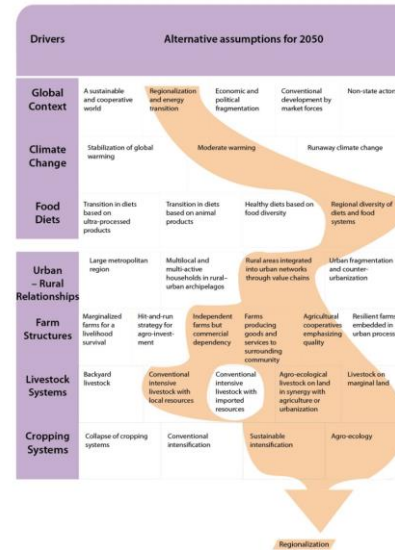 Drivers
Alternative assumptions for 2050
Global
Context
A sustainable
and cooperative
world
Regionalization
and energy
transition
Economic and
political
fragmentation
Conventional
development by
market forces
Non-state actors
Climate
Change
Stabilization of global
warming
Moderate warming
Runaway climate change
Food
Diets
Transition in diets
based on
ultra-processed
products
Transition in diets
based on animal
products
Healthy diets based on
food diversity
Regional diversity of
diets and food
systems
Urban
– Rural
Relationships
Large metropolitan
region
Multilocal and
multi-active
households in rural–
urban archipelagos
Rural areas integrated
into urban networks
through value chains
Urban fragmentation
and counter-
urbanization
Farm
Structures
Marginalized
farms for a
livelihood
survival
Hit-and-run
strategy for
agro-invest-
ment
Independent
farms but
commercial
dependency
Farms
producing
goods and
services to
surrounding
community
Agricultural
cooperatives
emphasizing
quality
Resilient farms
embedded in
urban process
Livestock
Systems
Backyard
livestock
Conventional
intensive
livestock with
local resources
Conventional
intensive
livestock with
imported
resources
Agro-ecological
livestock on land
in synergy with
agriculture or
urbanization
Livestock on
marginal land
Cropping
Systems
Collapse of cropping
systems
Conventional
intensification
Sustainable
intensification
Agro-ecology
Regionalization